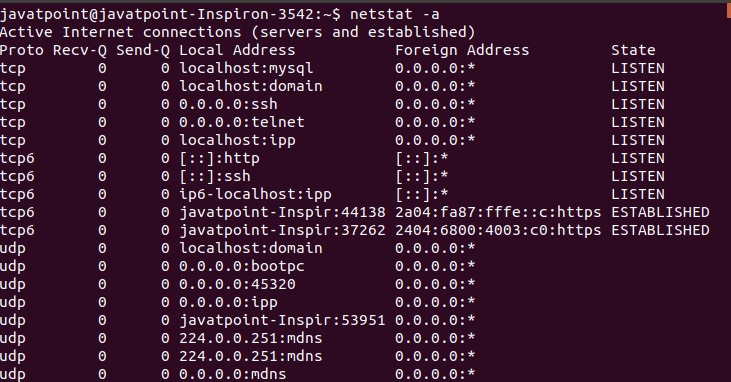 javatpoint@javatpoint-Inspiron-3542:~$ netstat -a
Active Internet connections (servers and established)
Proto Recv-Q Send-Q Local Address           Foreign Address         State
tcp        0      0 localhost:mysql         0.0.0.0:*               LISTEN
tcp        0      0 localhost:domain        0.0.0.0:*               LISTEN
tcp        0      0 0.0.0.0:ssh             0.0.0.0:*               LISTEN
tcp        0      0 0.0.0.0:telnet          0.0.0.0:*               LISTEN
tcp        0      0 localhost:ipp           0.0.0.0:*               LISTEN
tcp6       0      0 [::]:http               [::]:*                  LISTEN
tcp6       0      0 [::]:ssh                [::]:*                  LISTEN
tcp6       0      0 ip6-localhost:ipp       [::]:*                  LISTEN
tcp6       0      0 javatpoint-Inspir:44138 2a04:fa87:fffe::c:https ESTABLISHED
tcp6       0      0 javatpoint-Inspir:37262 2404:6800:4003:c0:https ESTABLISHED
udp        0      0 localhost:domain        0.0.0.0:*
udp        0      0 0.0.0.0:bootpc          0.0.0.0:*
udp        0      0 0.0.0.0:45320           0.0.0.0:*
udp        0      0 0.0.0.0:ipp             0.0.0.0:*
udp        0      0 javatpoint-Inspir:53951 0.0.0.0:*
udp        0      0 224.0.0.251:mdns        0.0.0.0:*
udp        0      0 224.0.0.251:mdns        0.0.0.0:*
udp        0      0 0.0.0.0:mdns            0.0.0.0:*